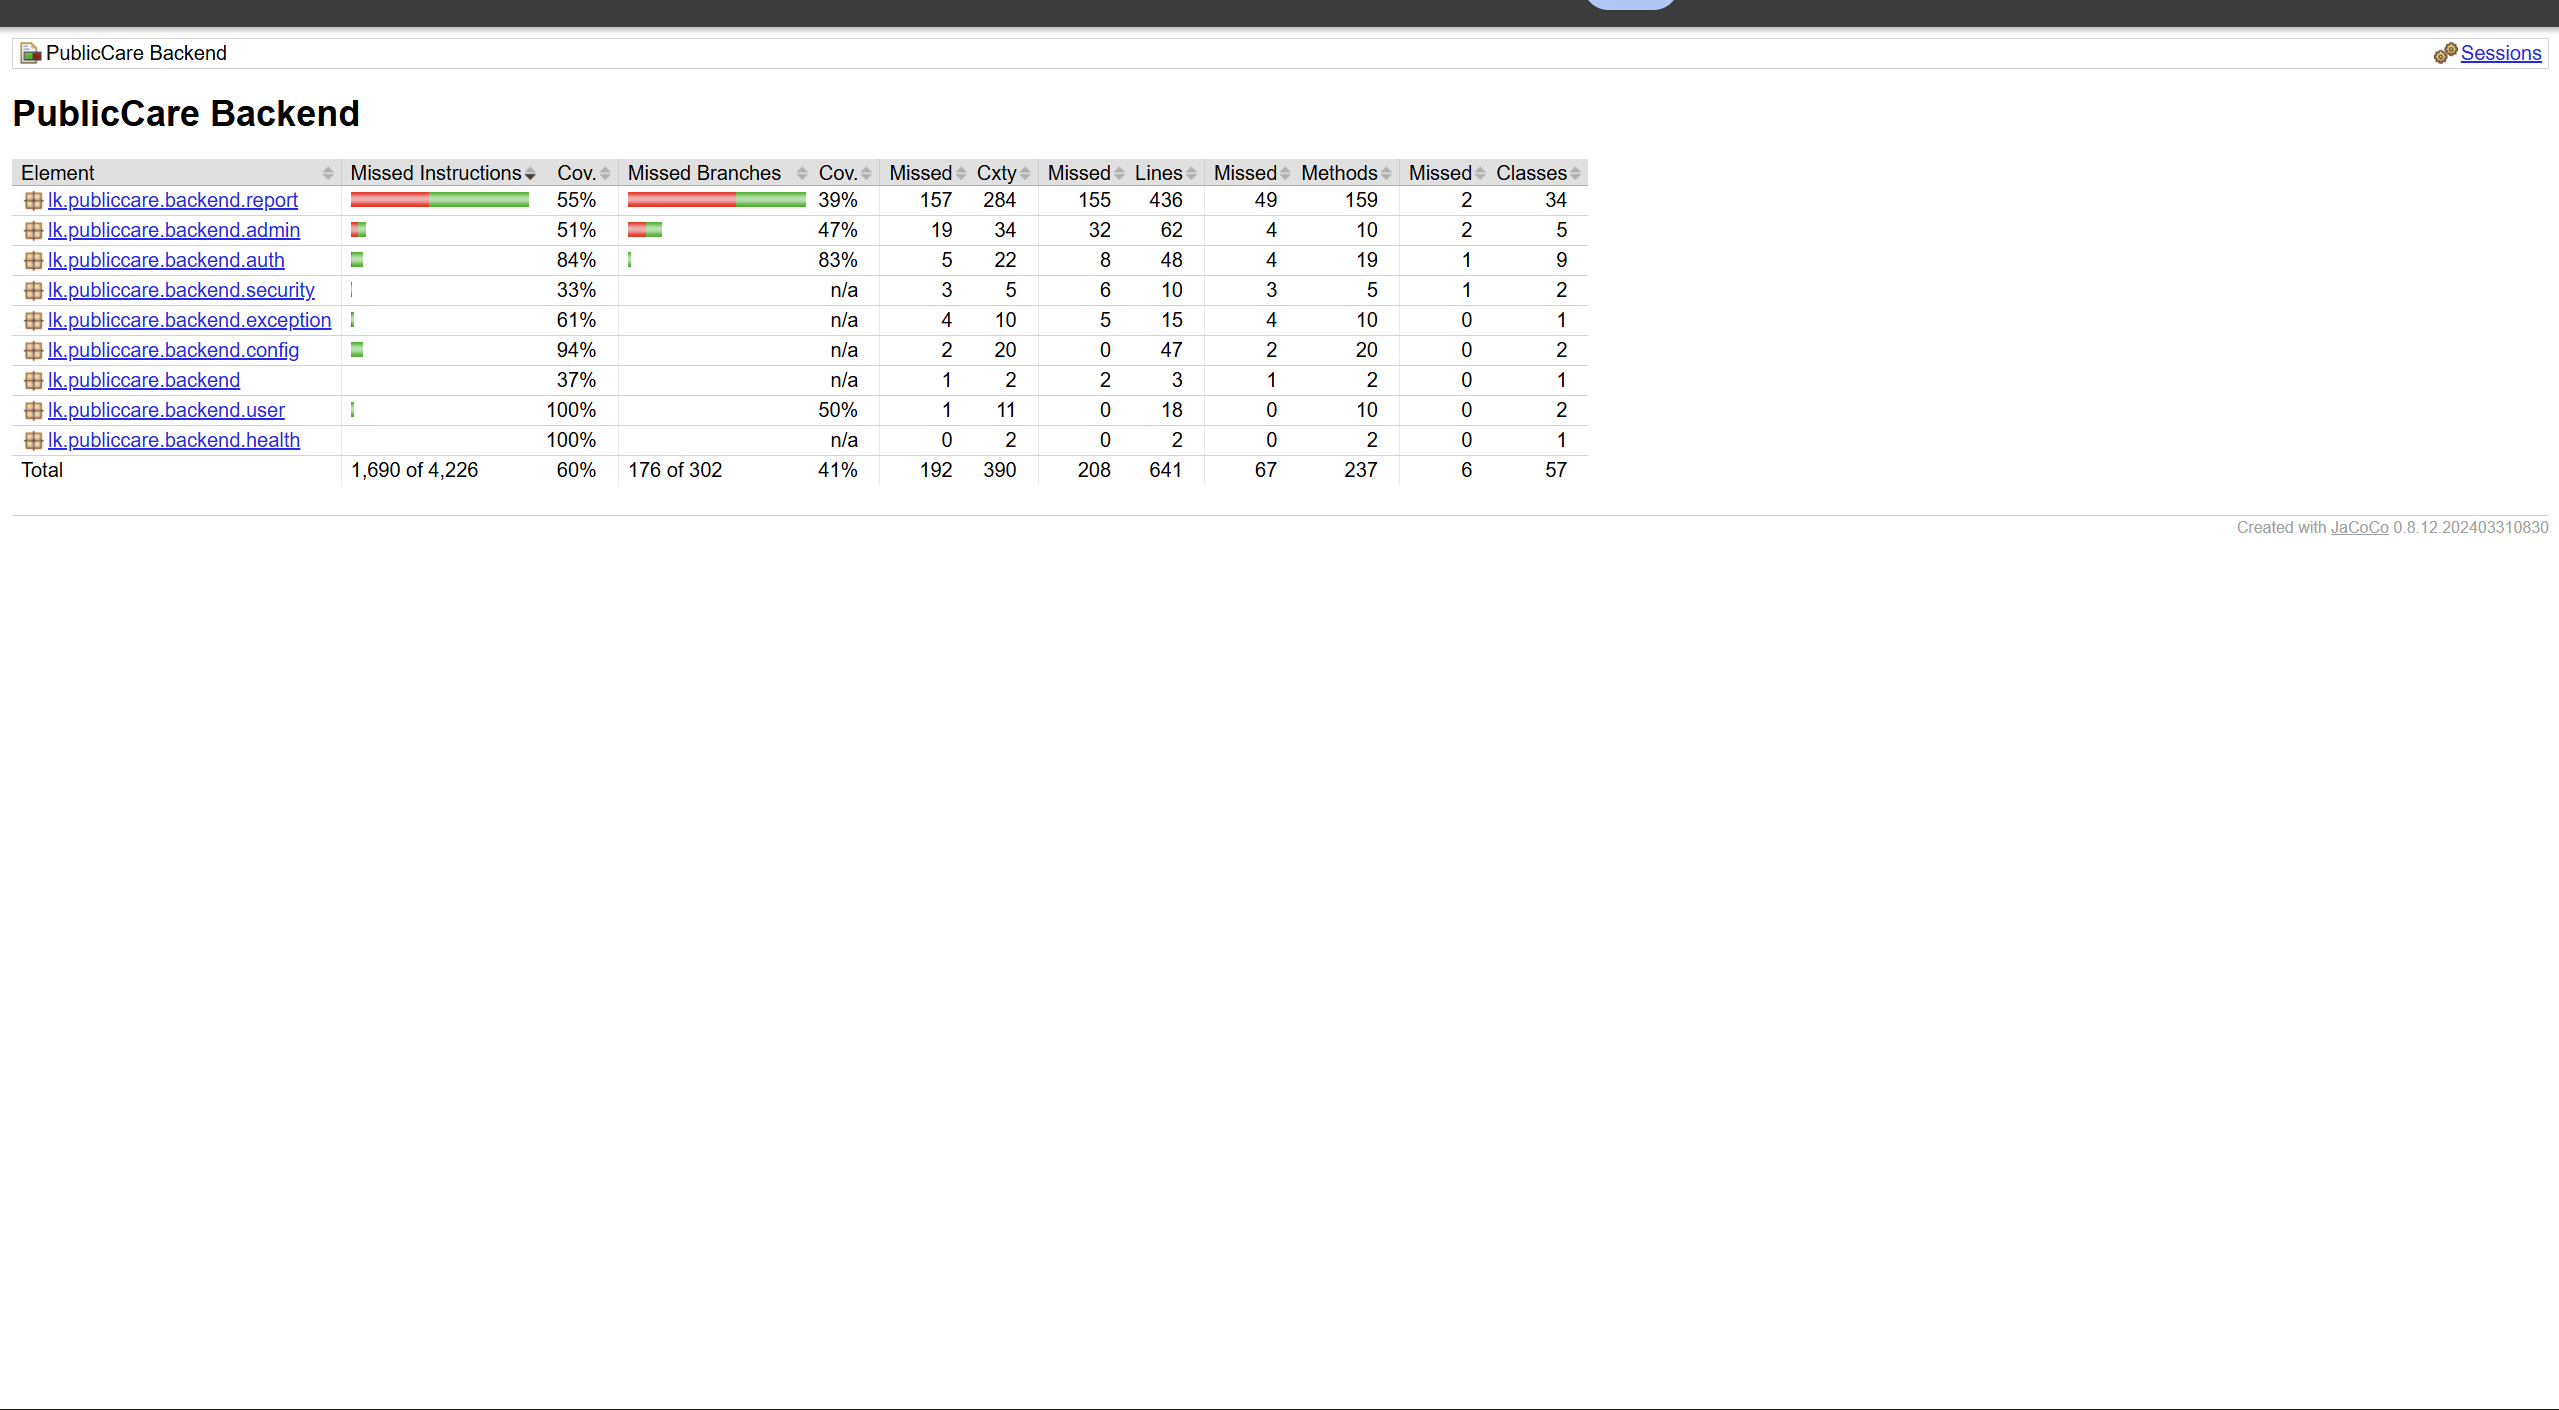 PublicCare Backend Sessions
PublicCare Backend
Element Missed Instructions Cov. Missed Branches Cov. Missed Cxty Missed Lines Missed Methods Missed Classes
lk.publiccare.backend.report 55% 39% 157 284 155 436 49 159 2 34
lk.publiccare.backend.admin 51% 47% 19 34 32 62 4 10 2 5
lk.publiccare.backend.auth 84% 83% 5 22 8 48 4 19 1 9
lk.publiccare.backend.security 33% n/a 3 5 6 10 3 5 1 2
lk.publiccare.backend.exception 61% n/a 4 10 5 15 4 10 0 1
lk.publiccare.backend.config 94% n/a 2 20 0 47 2 20 0 2
lk.publiccare.backend 37% n/a 1 2 2 3 1 2 0 1
lk.publiccare.backend.user 100% 50% 1 11 0 18 0 10 0 2
lk.publiccare.backend.health 100% n/a 0 2 0 2 0 2 0 1
Total 1,690 of 4,226 60% 176 of 302 41% 192 390 208 641 67 237 6 57
Created with JaCoCo 0.8.12.202403310830